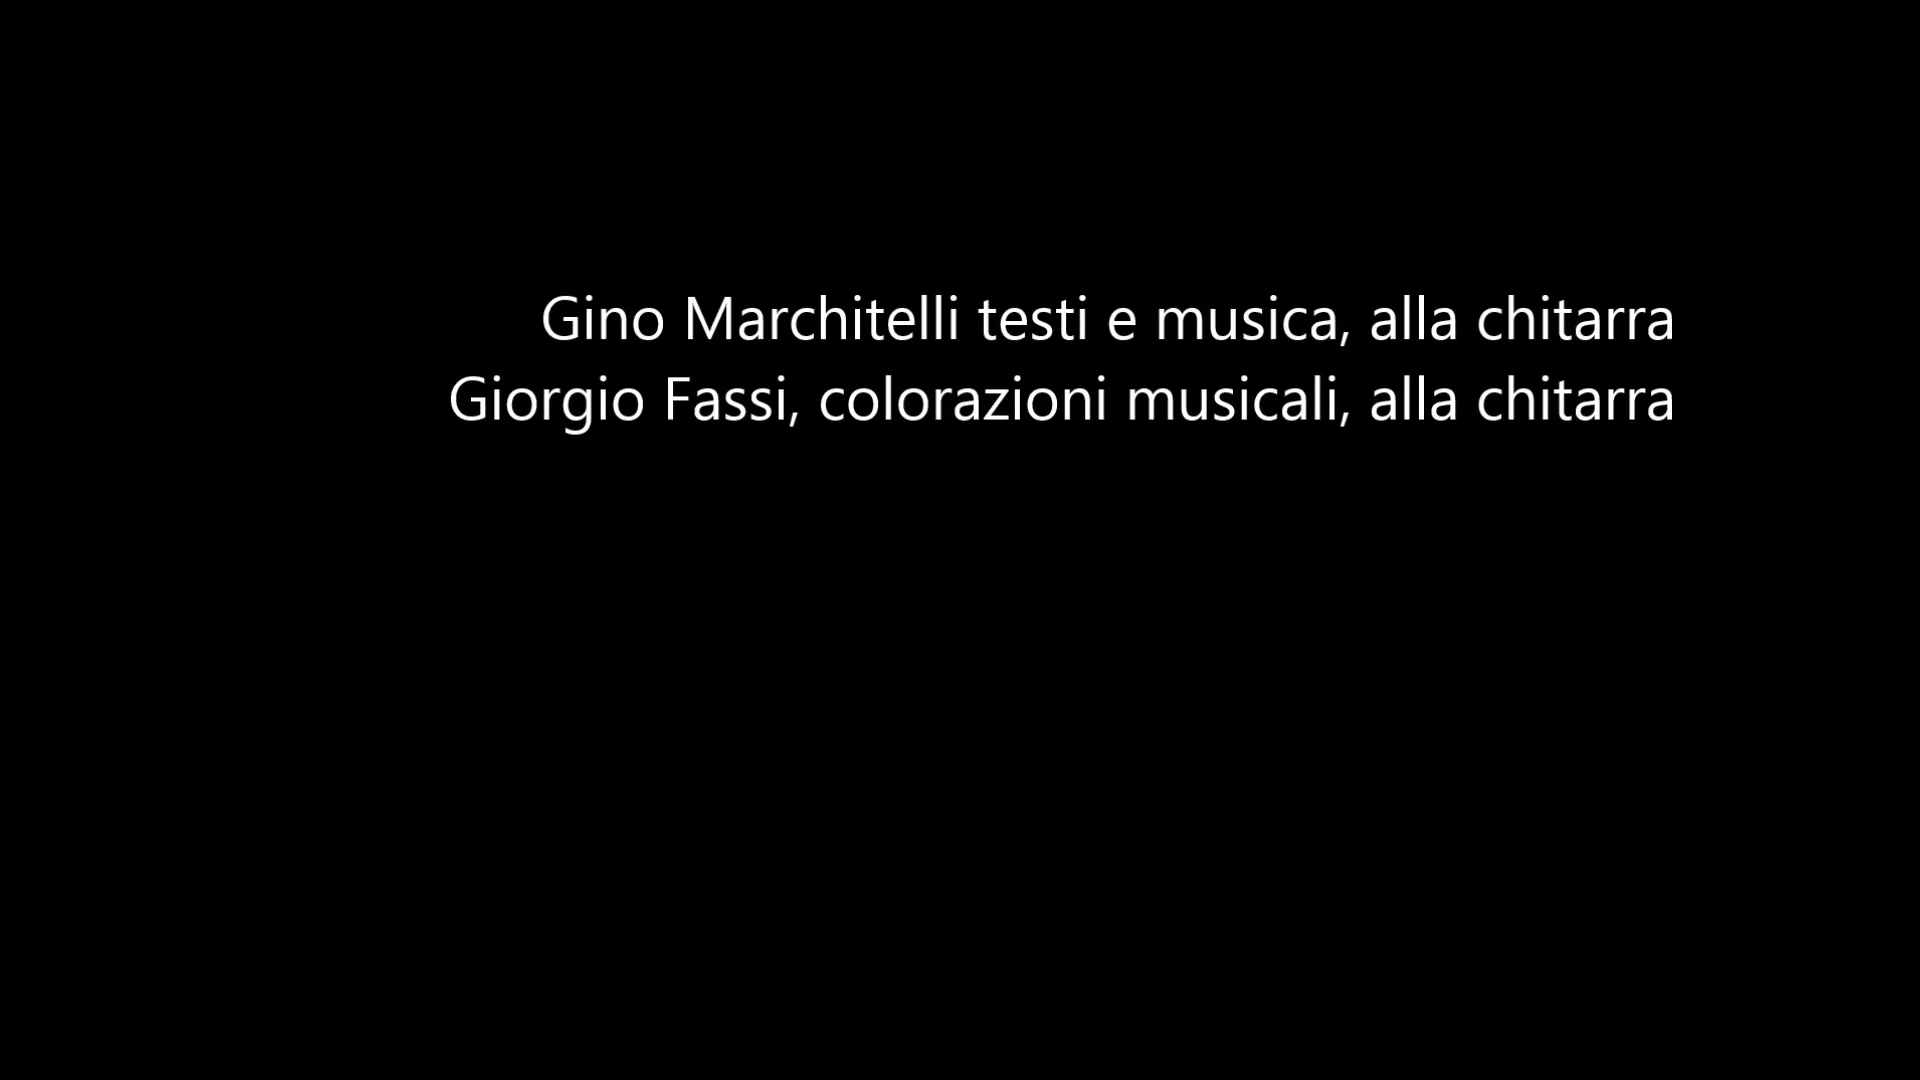 Gino Marchitelli testi e musica, alla chitarra
Giorgio Fassi, colorazioni musicali, alla chitarra